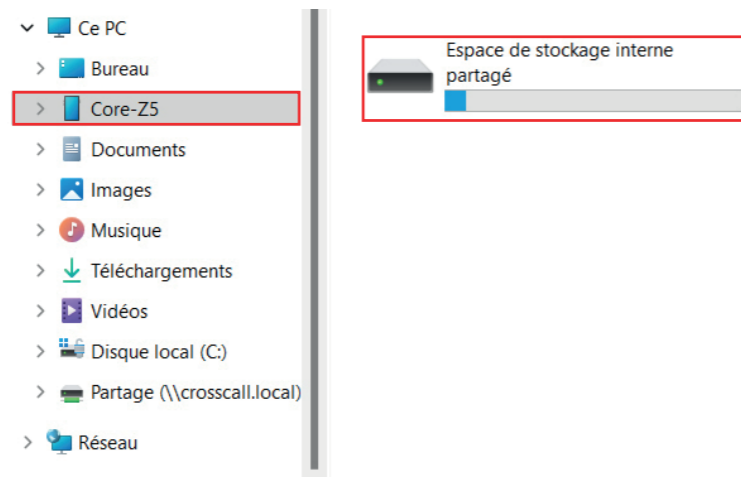 Ce PC
Bureau
Core-Z5
Documents
Images
Musique
Téléchargements
Vidéos
Disque local (C:)
Partage (\\crosscall.local)
Réseau
Espace de stockage interne
partagé